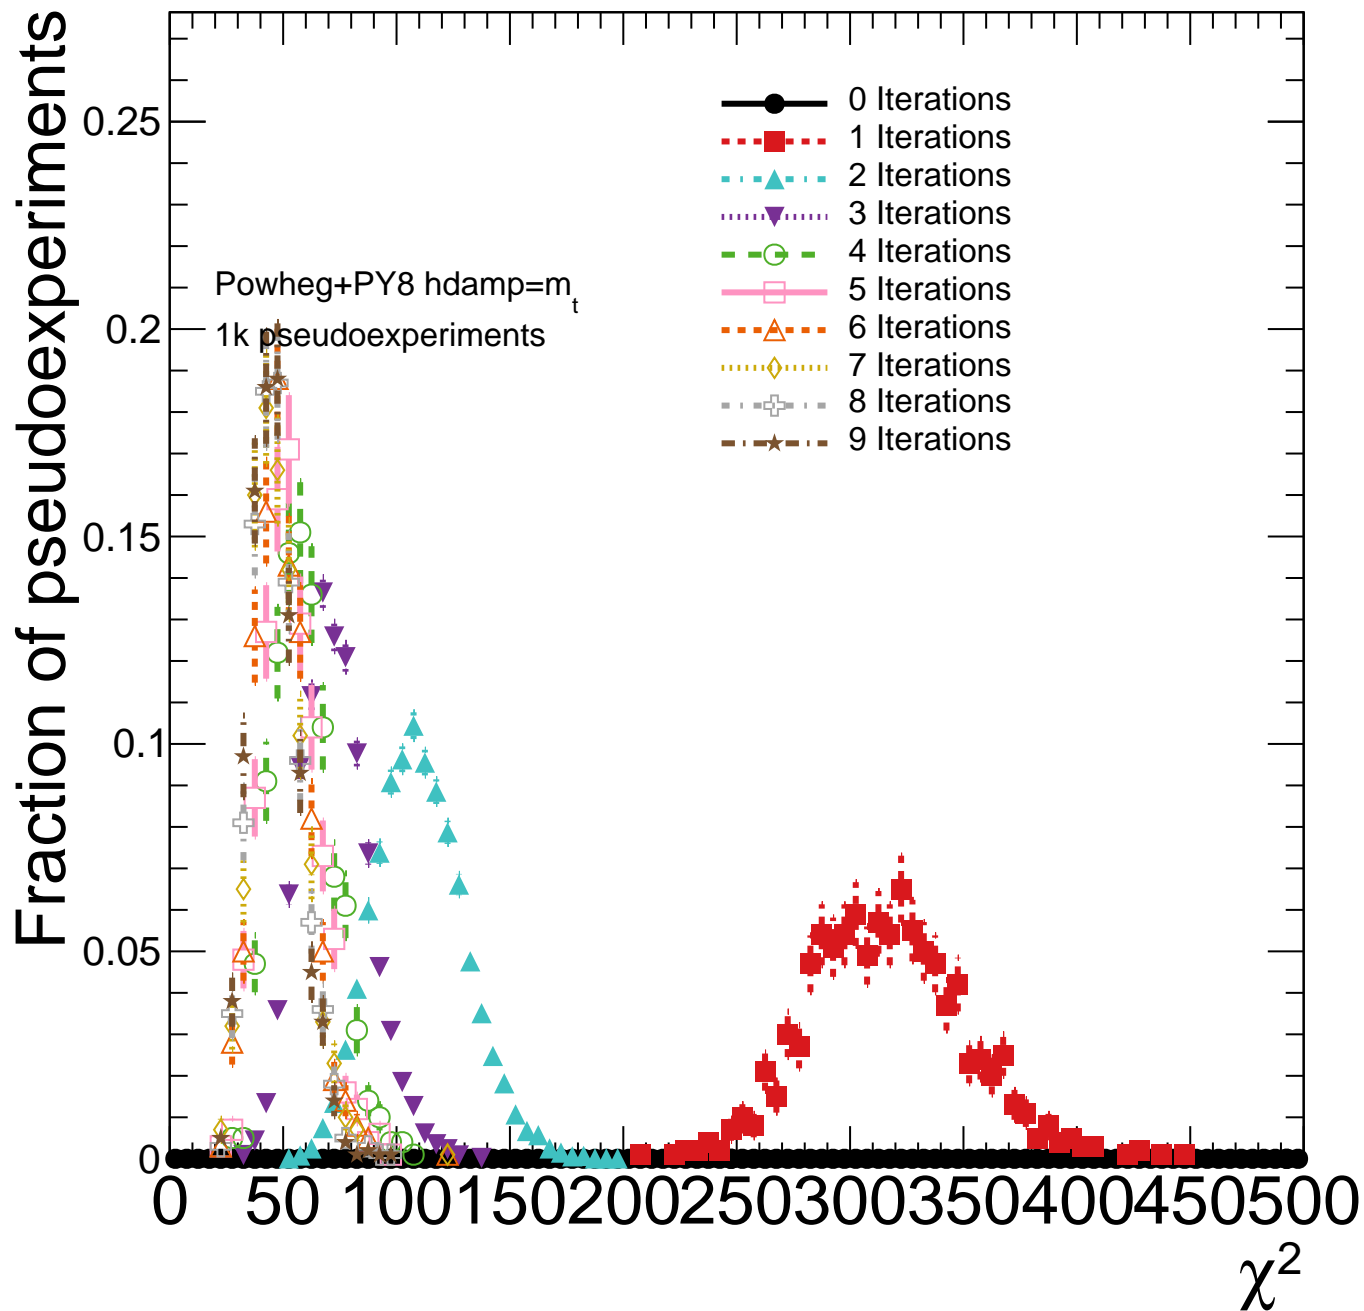 Fraction of pseudoexperiments
0.25
0.2
0.15
0.1
0.05
0
0 Iterations
1 Iterations
2 Iterations
3 Iterations
4 Iterations
5 Iterations
6 Iterations
7 Iterations
8 Iterations
9 Iterations
Powheg+PY8 hdamp=m_t
1k pseudoexperiments
0 50 100 150 200 250 300 350 400 450 500
χ²